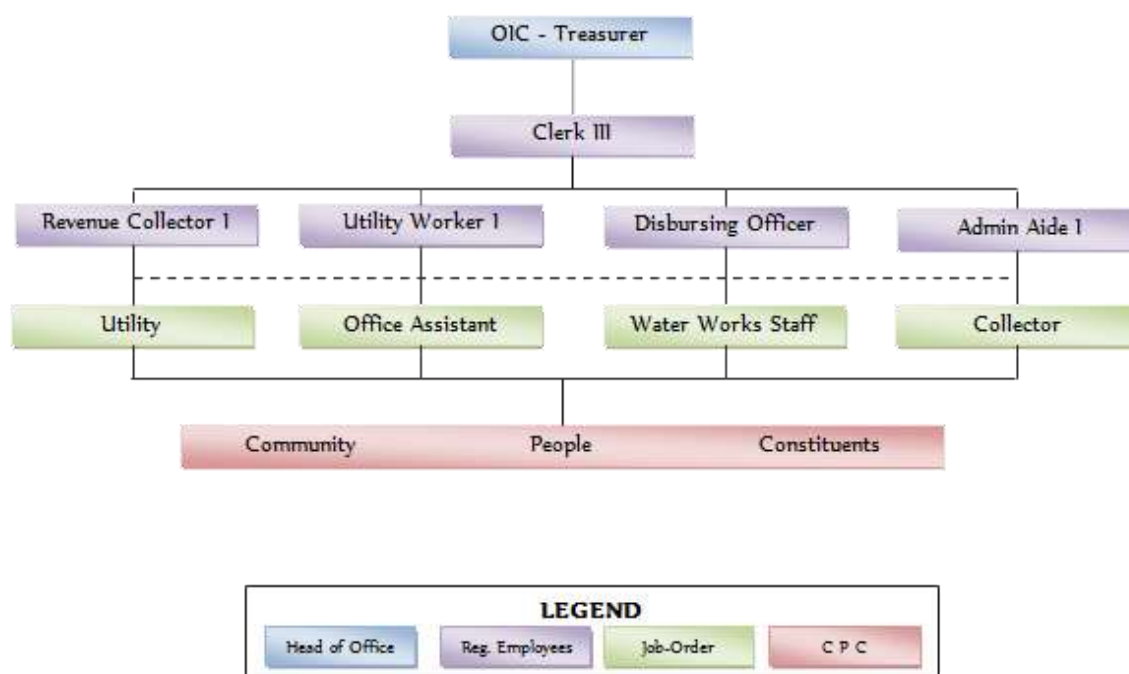 OIC - Treasurer
Clerk III
Revenue Collector I
Utility Worker I
Disbursing Officer
Admin Aide I
Utility
Office Assistant
Water Works Staff
Collector
Community People Constituents
LEGEND
Head of Office
Reg. Employees
Job-Order
C P C